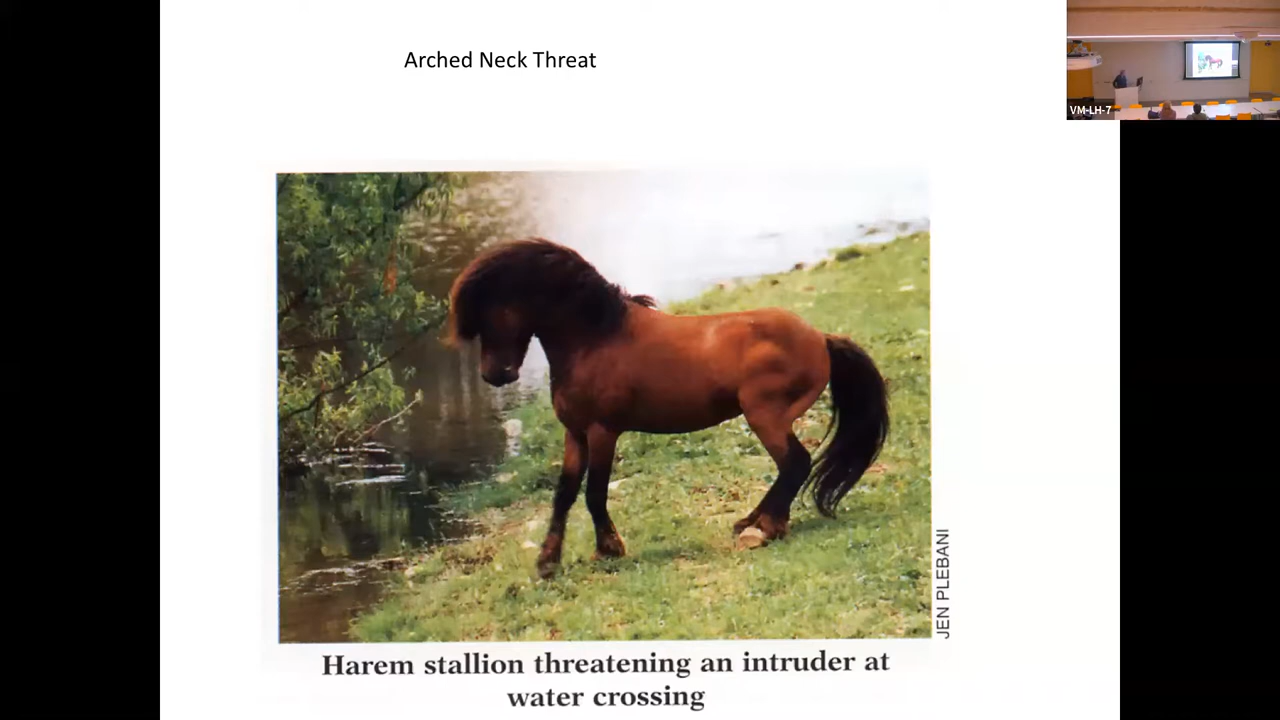 Arched Neck Threat
VM-LH-7
JEN PLEBANI
Harem stallion threatening an intruder at
water crossing